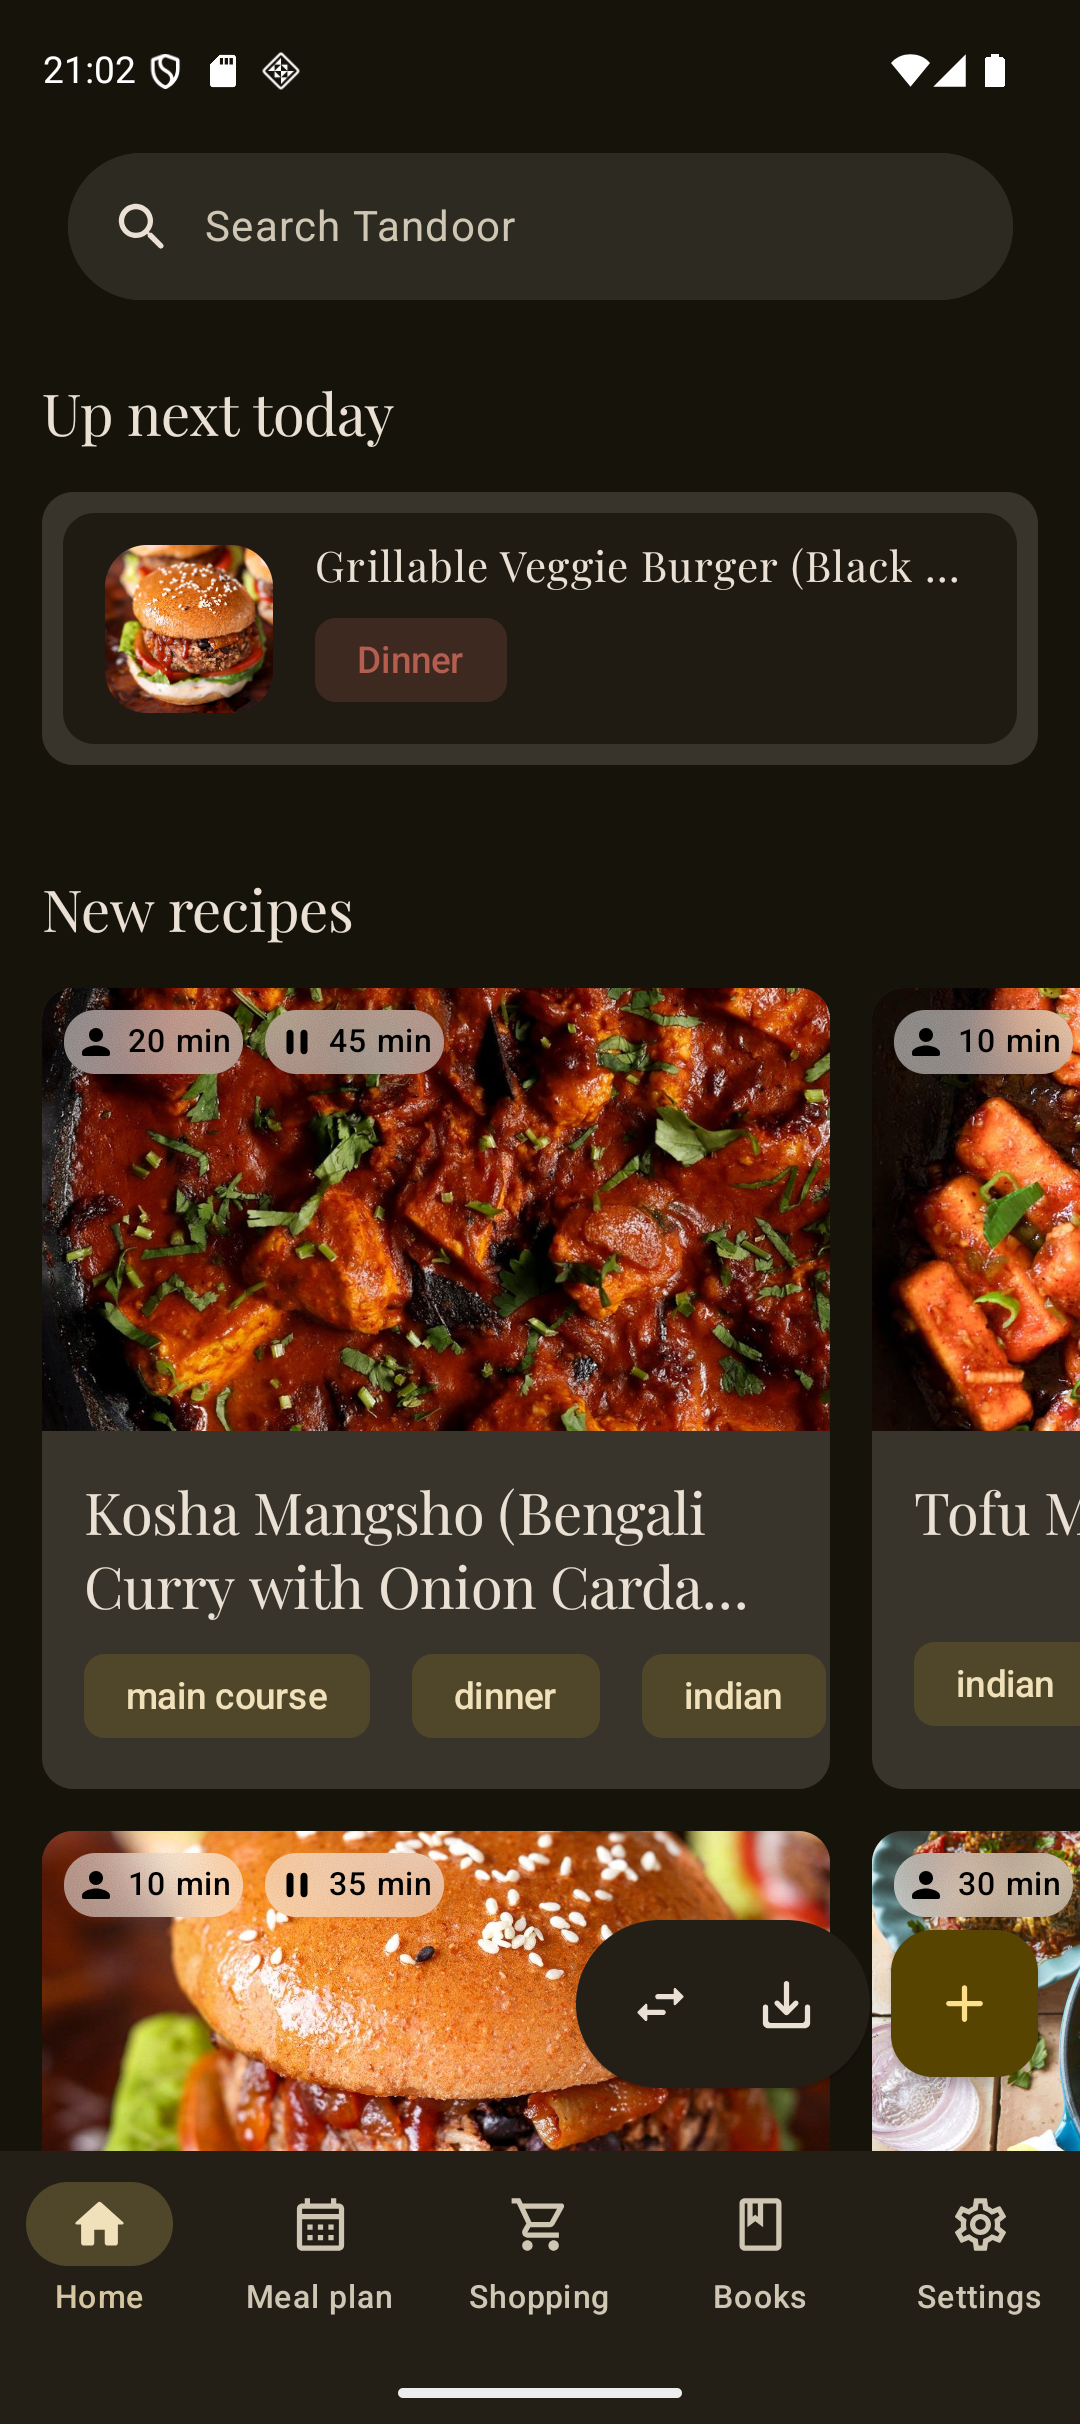 21:02
Search Tandoor
Up next today
Grillable Veggie Burger (Black ...
Dinner
New recipes
20 min
45 min
10 min
Kosha Mangsho (Bengali
Curry with Onion Carda...
Tofu M
main course
dinner
indian
indian
10 min
35 min
30 min
Home
Meal plan
Shopping
Books
Settings